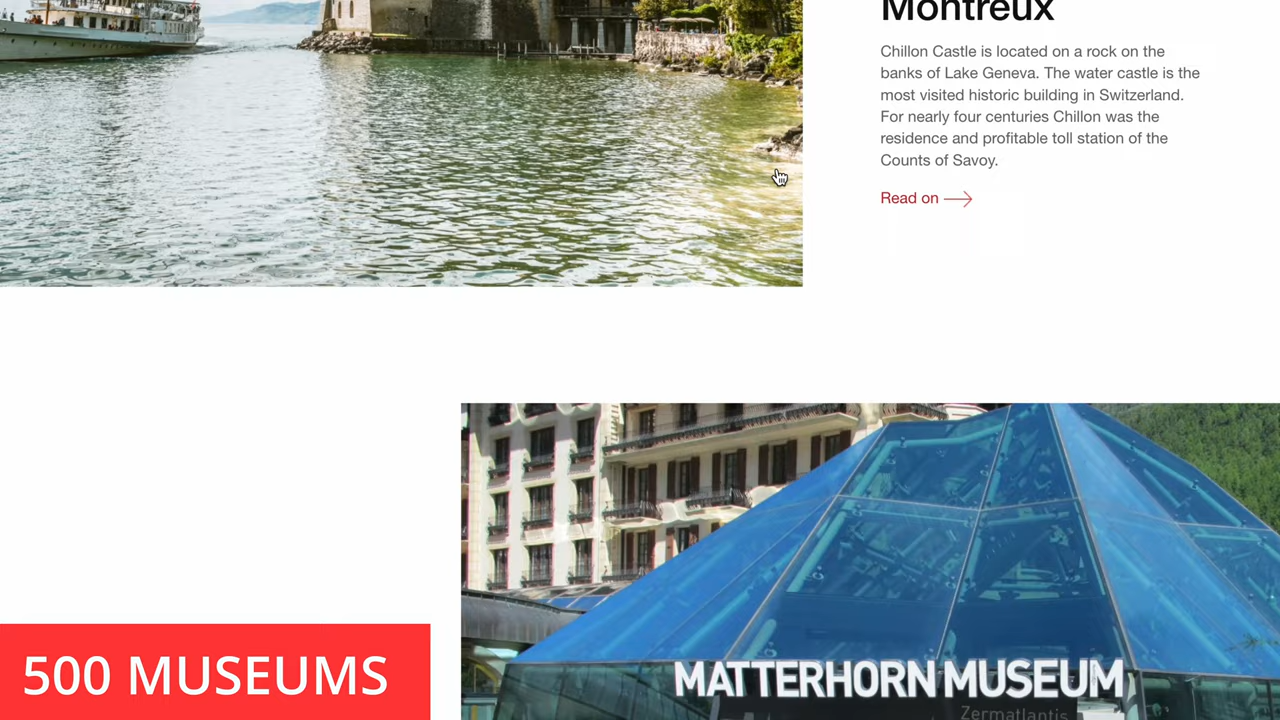 Montreux
Chillon Castle is located on a rock on the
banks of Lake Geneva. The water castle is the
most visited historic building in Switzerland.
For nearly four centuries Chillon was the
residence and profitable toll station of the
Counts of Savoy.
Read on
500 MUSEUMS
MATTERHORN MUSEUM
Zermatlantis